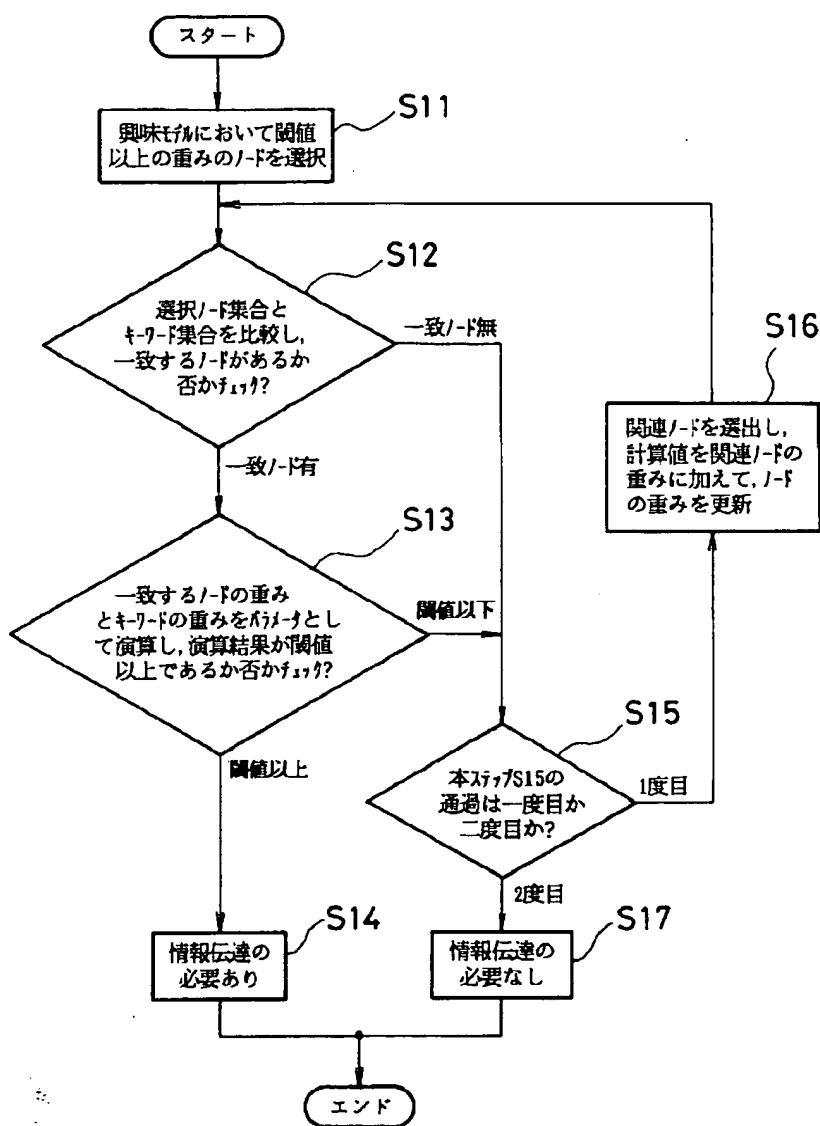 スタート
S11
興味モデルにおいて閾値
以上の重みのノードを選択
S12
選択ノード集合と
キーワード集合を比較し,
一致するノードがあるか
否かチェック?
一致ノード無
一致ノード有
S16
関連ノードを選出し,
計算値を関連ノードの
重みに加えて,ノード
の重みを更新
S13
一致するノードの重み
とキーワードの重みをパラメータとし
て演算し,演算結果が閾値
以上であるか否かチェック?
閾値以下
閾値以上
S15
本ステップS15の
通過は一度目か
二度目か?
1度目
2度目
S14
情報伝達の
必要あり
S17
情報伝達の
必要なし
エンド